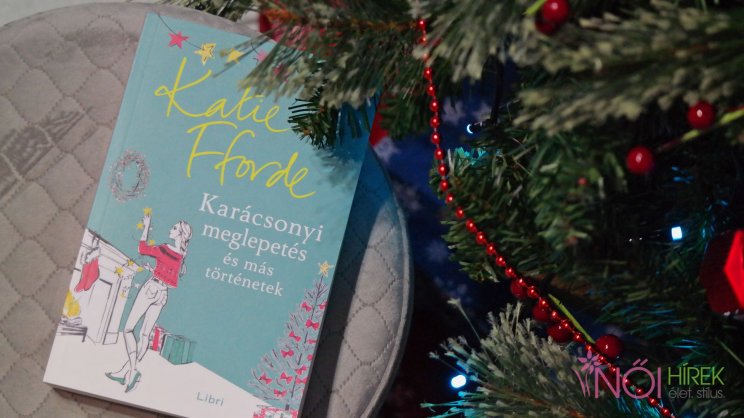 Katie
Fforde
Karácsonyi
meglepetés
és más
történetek
Libri
NŐI HÍREK
élet. stílus.